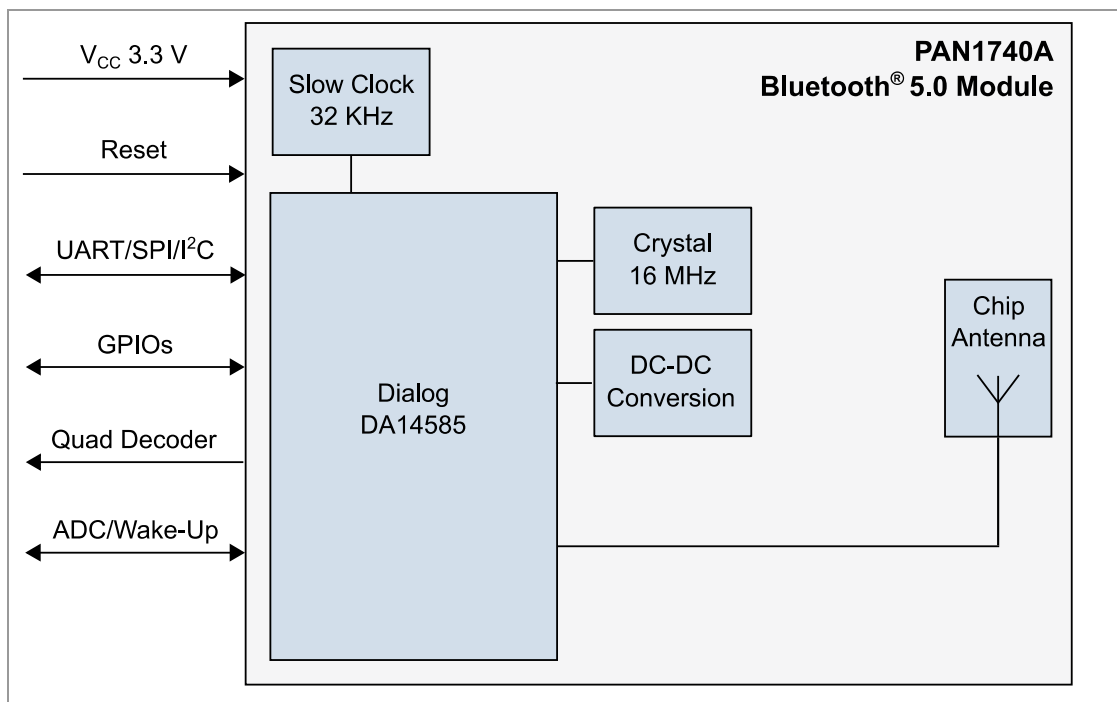 V_CC 3.3 V
Reset
UART/SPI/I²C
GPIOs
Quad Decoder
ADC/Wake-Up
PAN1740A
Bluetooth® 5.0 Module
Slow Clock
32 KHz
Dialog
DA14585
Crystal
16 MHz
DC-DC
Conversion
Chip
Antenna